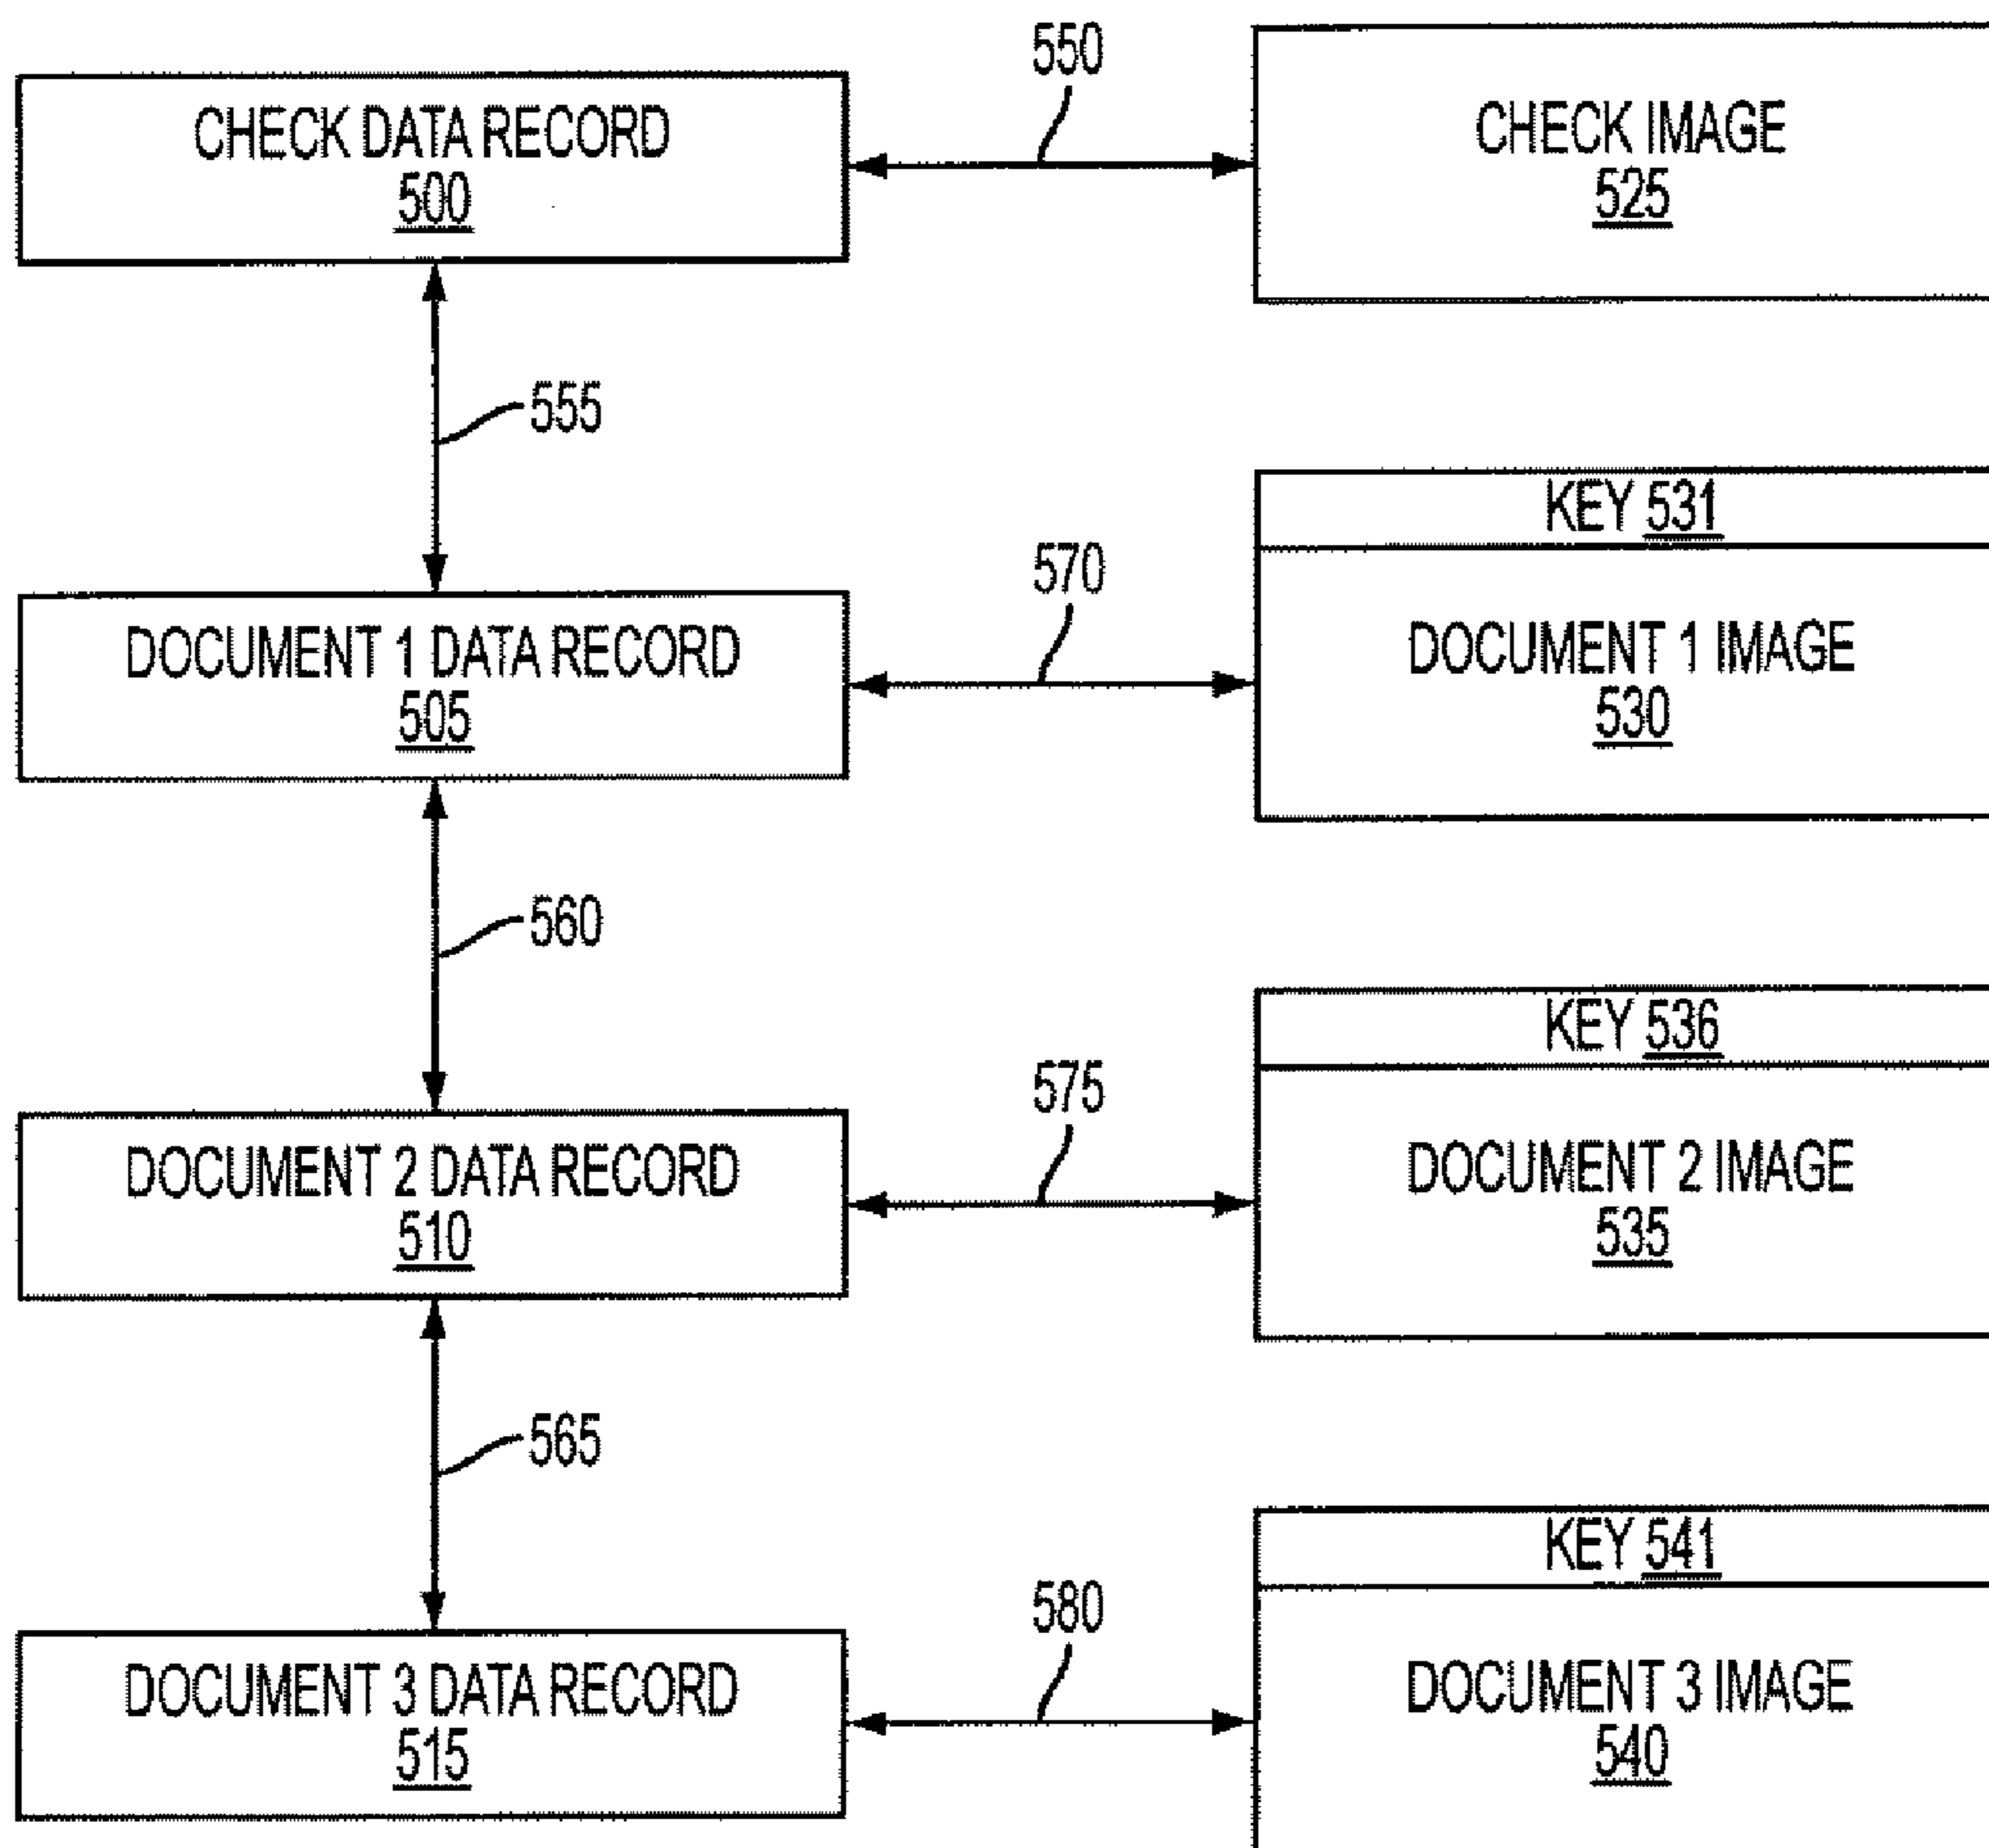 550
CHECK DATA RECORD
500
CHECK IMAGE
525
555
KEY 531
570
DOCUMENT 1 DATA RECORD
505
DOCUMENT 1 IMAGE
530
560
KEY 536
575
DOCUMENT 2 DATA RECORD
510
DOCUMENT 2 IMAGE
535
565
KEY 541
580
DOCUMENT 3 DATA RECORD
515
DOCUMENT 3 IMAGE
540